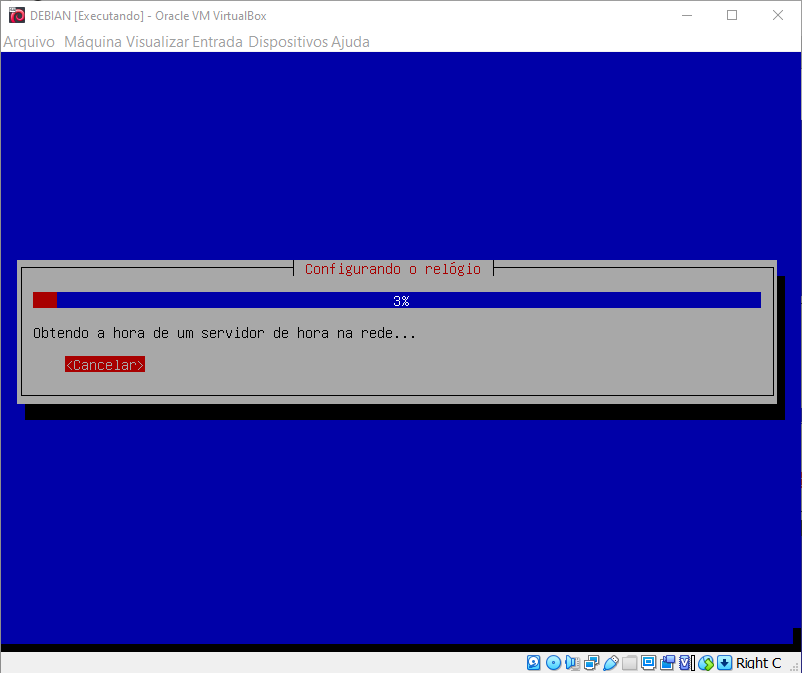 DEBIAN [Executando] - Oracle VM VirtualBox
Arquivo Máquina Visualizar Entrada Dispositivos Ajuda
Configurando o relógio
3%
Obtendo a hora de um servidor de hora na rede...
<Cancelar>
Right C